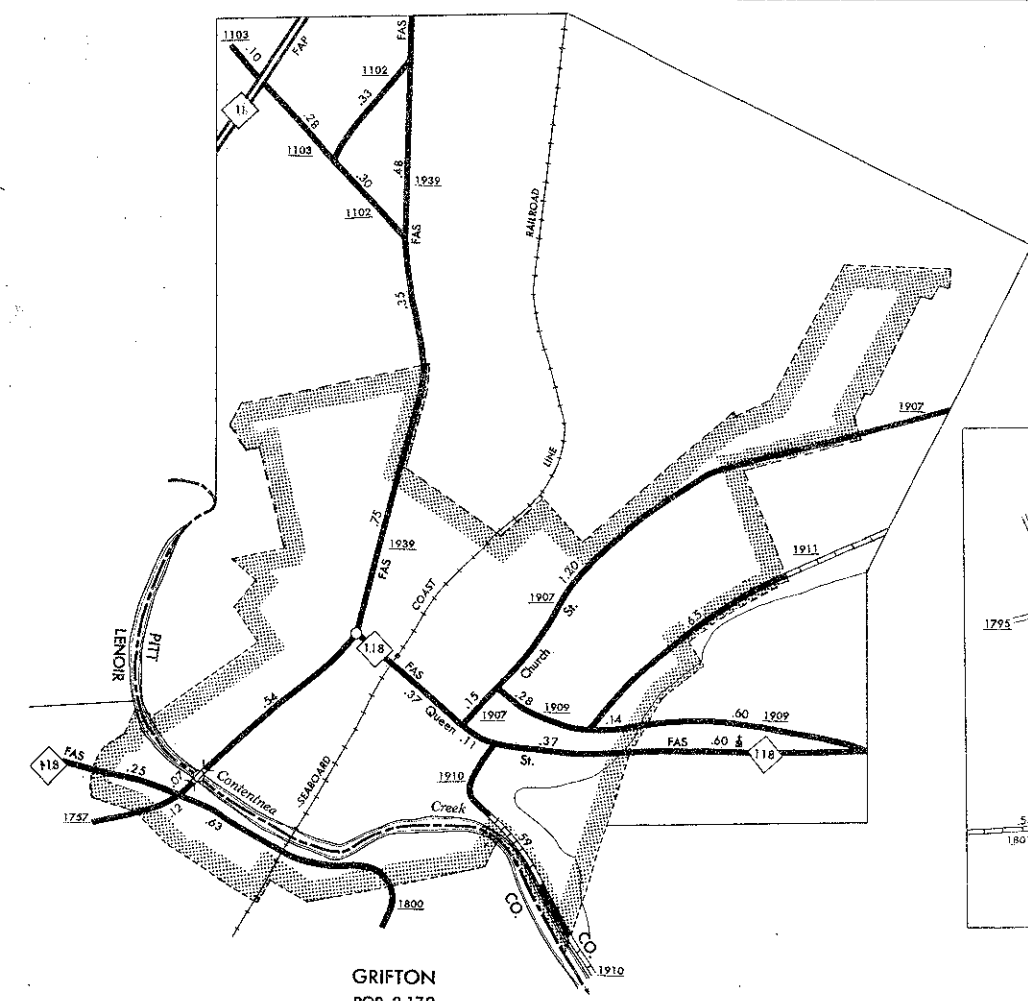 1103
.10
FAP
FAS
1102
.33
11
.28
1103
.48
1939
.30
1102
FAS
RAILROAD
.35
1907
LINE
.75
1939
FAS
1911
1.20
1907
St.
COAST
.63
1795
PITT
LENOIR
118
FAS
.37
Queen
.11
Church
.15
1907
.28
1909
.14
.60
1909
.54
.37
St.
FAS
.60
118
118
FAS
.25
.07
Contentnea
SEABOARD
1910
Creek
1757
.12
.63
.59
1800
CO.
CO.
1910
GRIFTON